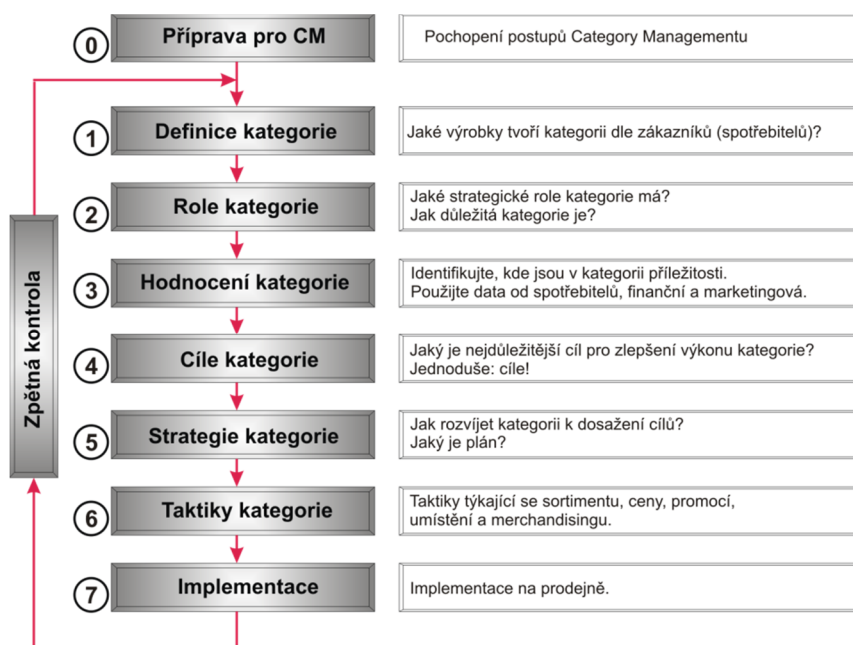 0
Příprava pro CM
Pochopení postupů Category Managementu
1
Definice kategorie
Jaké výrobky tvoří kategorii dle zákazníků (spotřebitelů)?
2
Role kategorie
Jaké strategické role kategorie má?
Jak důležitá kategorie je?
3
Hodnocení kategorie
Identifikujte, kde jsou v kategorii příležitosti.
Použijte data od spotřebitelů, finanční a marketingová.
4
Cíle kategorie
Jaký je nejdůležitější cíl pro zlepšení výkonu kategorie?
Jednoduše: cíle!
5
Strategie kategorie
Jak rozvíjet kategorii k dosažení cílů?
Jaký je plán?
6
Taktiky kategorie
Taktiky týkající se sortimentu, ceny, promocí,
umístění a merchandisingu.
7
Implementace
Implementace na prodejně.
Zpětná kontrola